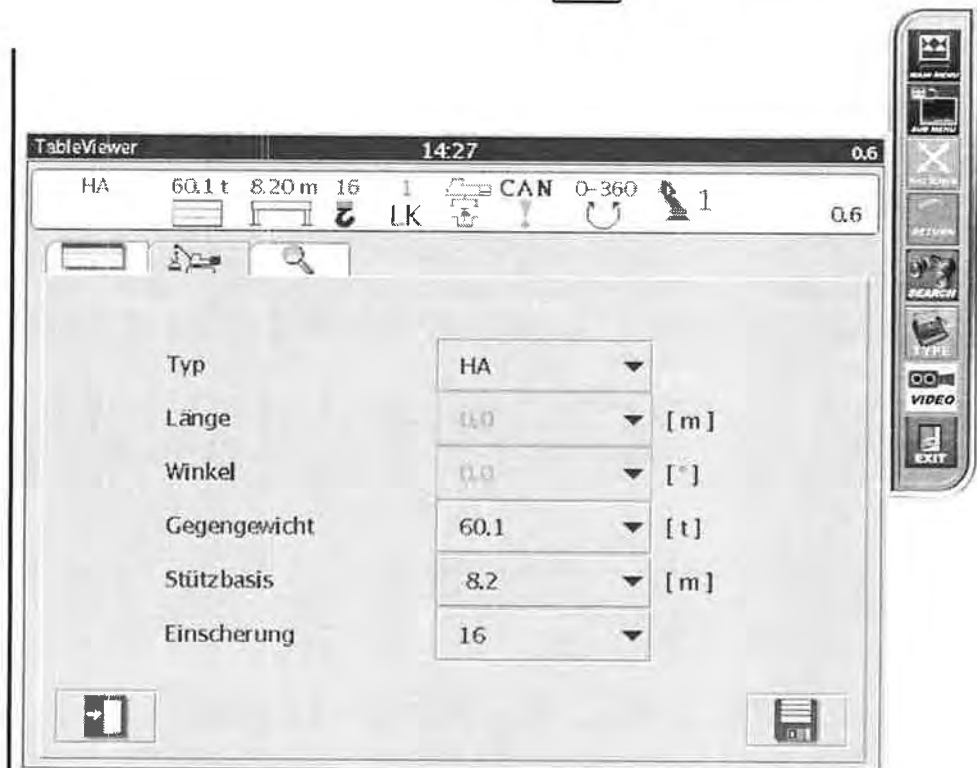 TableViewer 14:27 0.6
HA 60.1 t 8.20 m 16 1 CAN 0-360 1
LK 0.6
Typ HA
Länge 0.0 [ m ]
Winkel 0.0 [ ° ]
Gegengewicht 60.1 [ t ]
Stützbasis 8.2 [ m ]
Einscherung 16
MAIN MENU
SUB MENU
RETURN
SEARCH
TYPE
VIDEO
EXIT